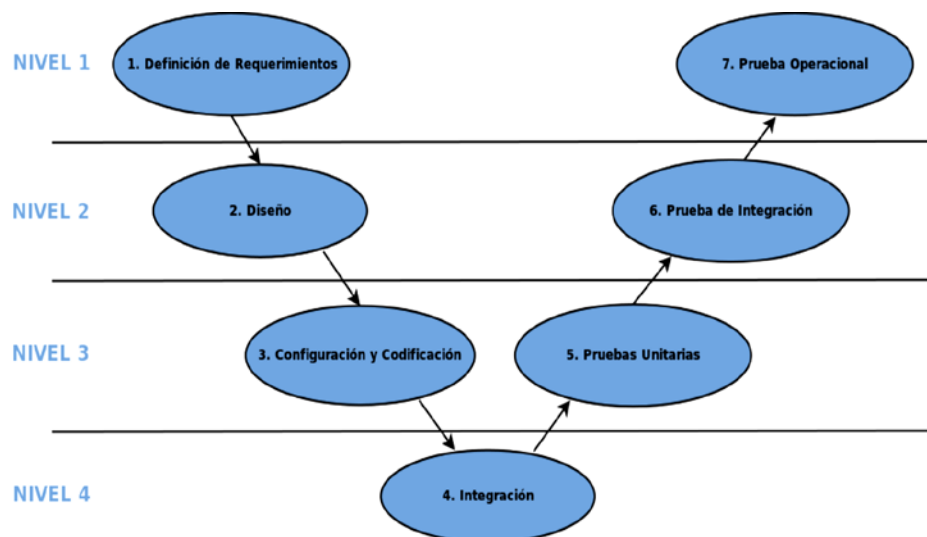 NIVEL 1
1. Definición de Requerimientos
7. Prueba Operacional
NIVEL 2
2. Diseño
6. Prueba de Integración
NIVEL 3
3. Configuración y Codificación
5. Pruebas Unitarias
NIVEL 4
4. Integración